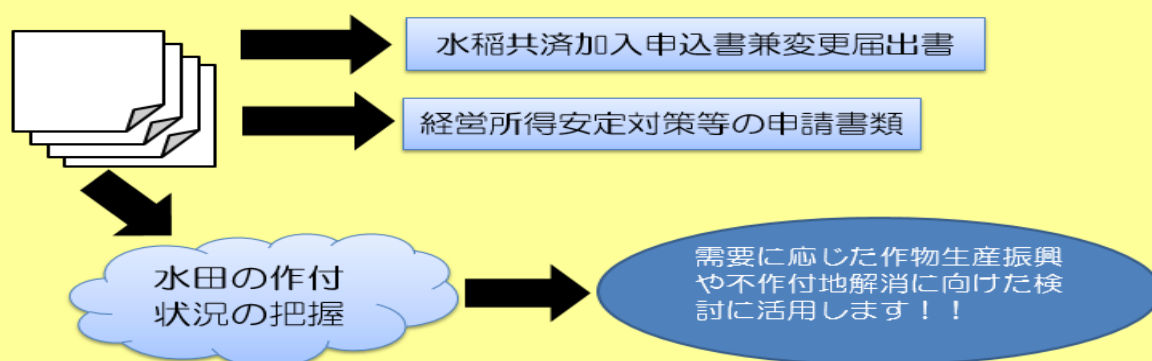 水稲共済加入申込書兼変更届出書
経営所得安定対策等の申請書類
水田の作付
状況の把握
需要に応じた作物生産振興
や不作付地解消に向けた検
討に活用します！！